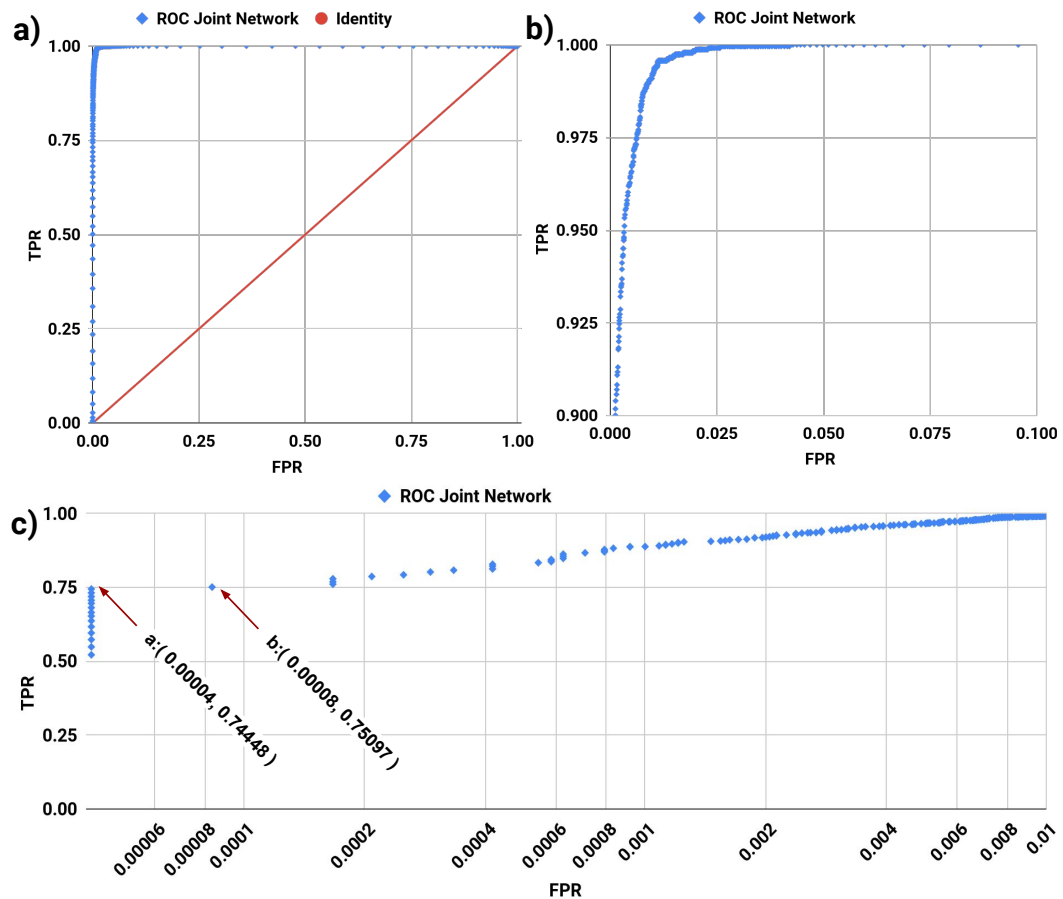 a)
ROC Joint Network
Identity
1.00
0.75
0.50
0.25
0.00
TPR
0.00
0.25
0.50
0.75
1.00
FPR
b)
ROC Joint Network
1.000
0.975
0.950
0.925
0.900
TPR
0.000
0.025
0.050
0.075
0.100
FPR
c)
ROC Joint Network
1.00
0.75
0.50
0.25
0.00
TPR
a:( 0.00004, 0.74448 )
b:( 0.00008, 0.75097 )
0.00006
0.00008
0.0001
0.0002
0.0004
0.0006
0.0008
0.001
0.002
0.004
0.006
0.008
0.01
FPR